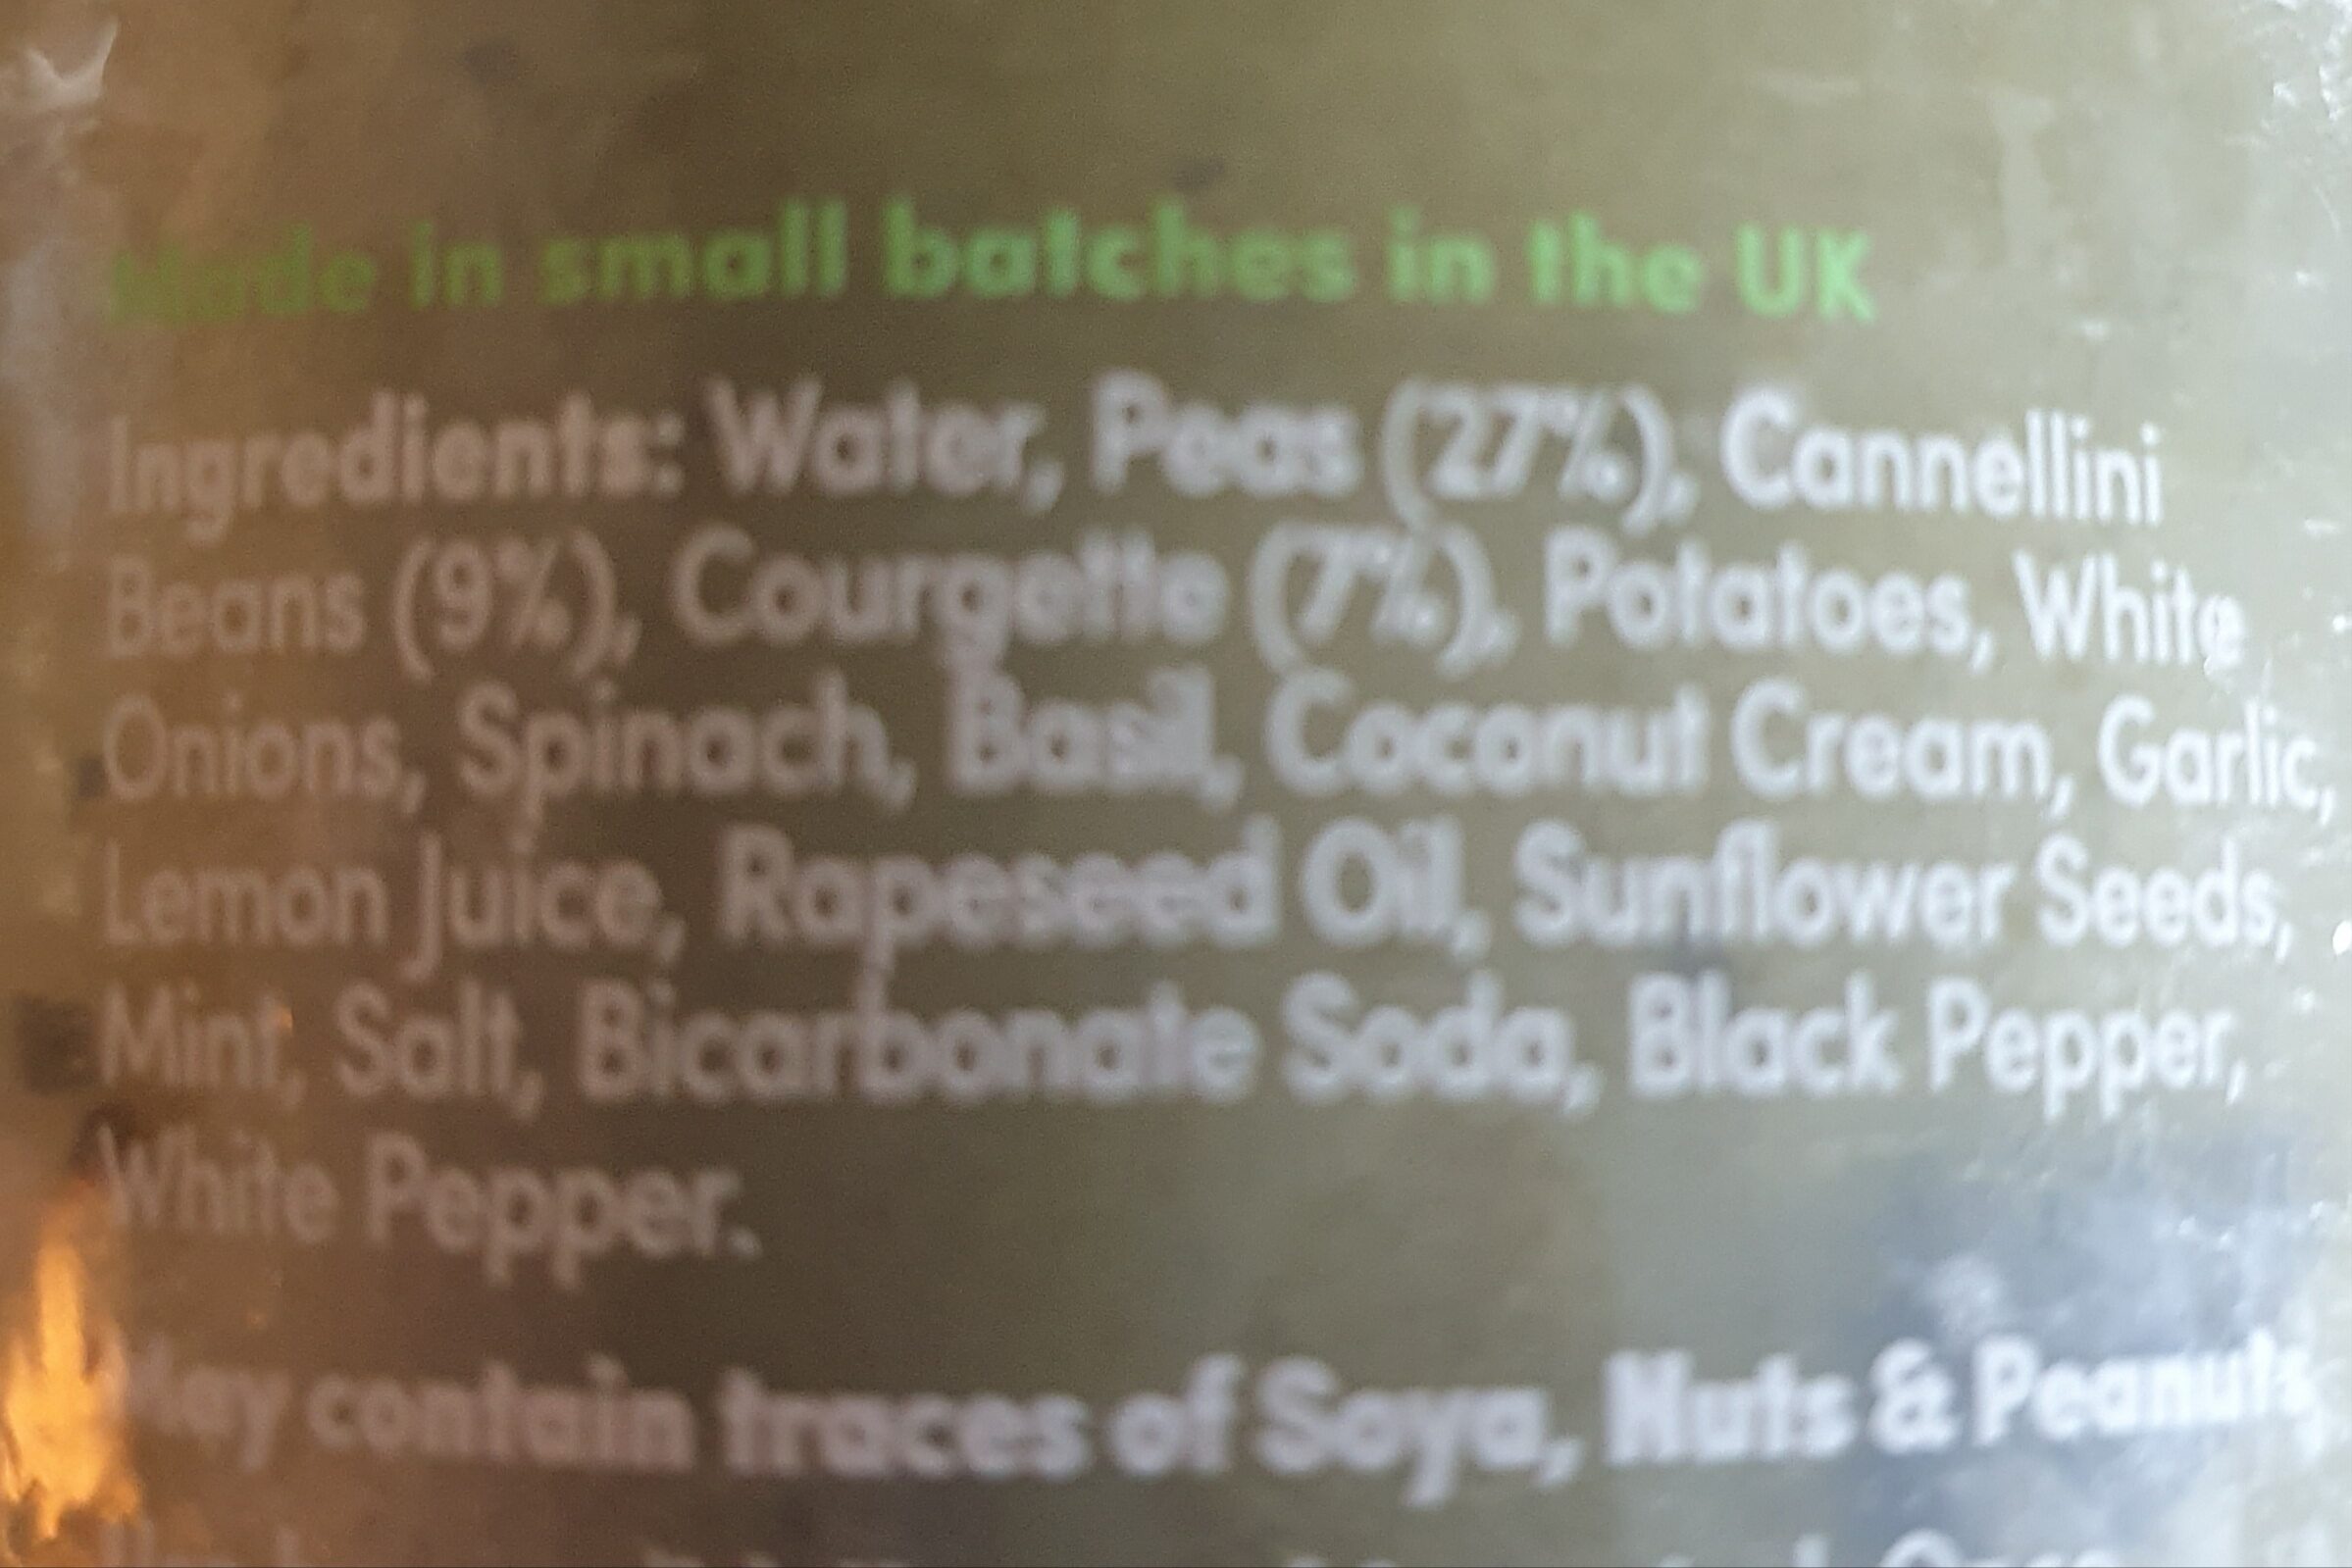 Made in small batches in the UK
Ingredients: Water, Peas (27%), Cannellini
Beans (9%), Courgette (7%), Potatoes, White
Onions, Spinach, Basil, Coconut Cream, Garlic,
Lemon Juice, Rapeseed Oil, Sunflower Seeds,
Mint, Salt, Bicarbonate Soda, Black Pepper,
White Pepper.
May contain traces of Soya, Nuts & Peanuts